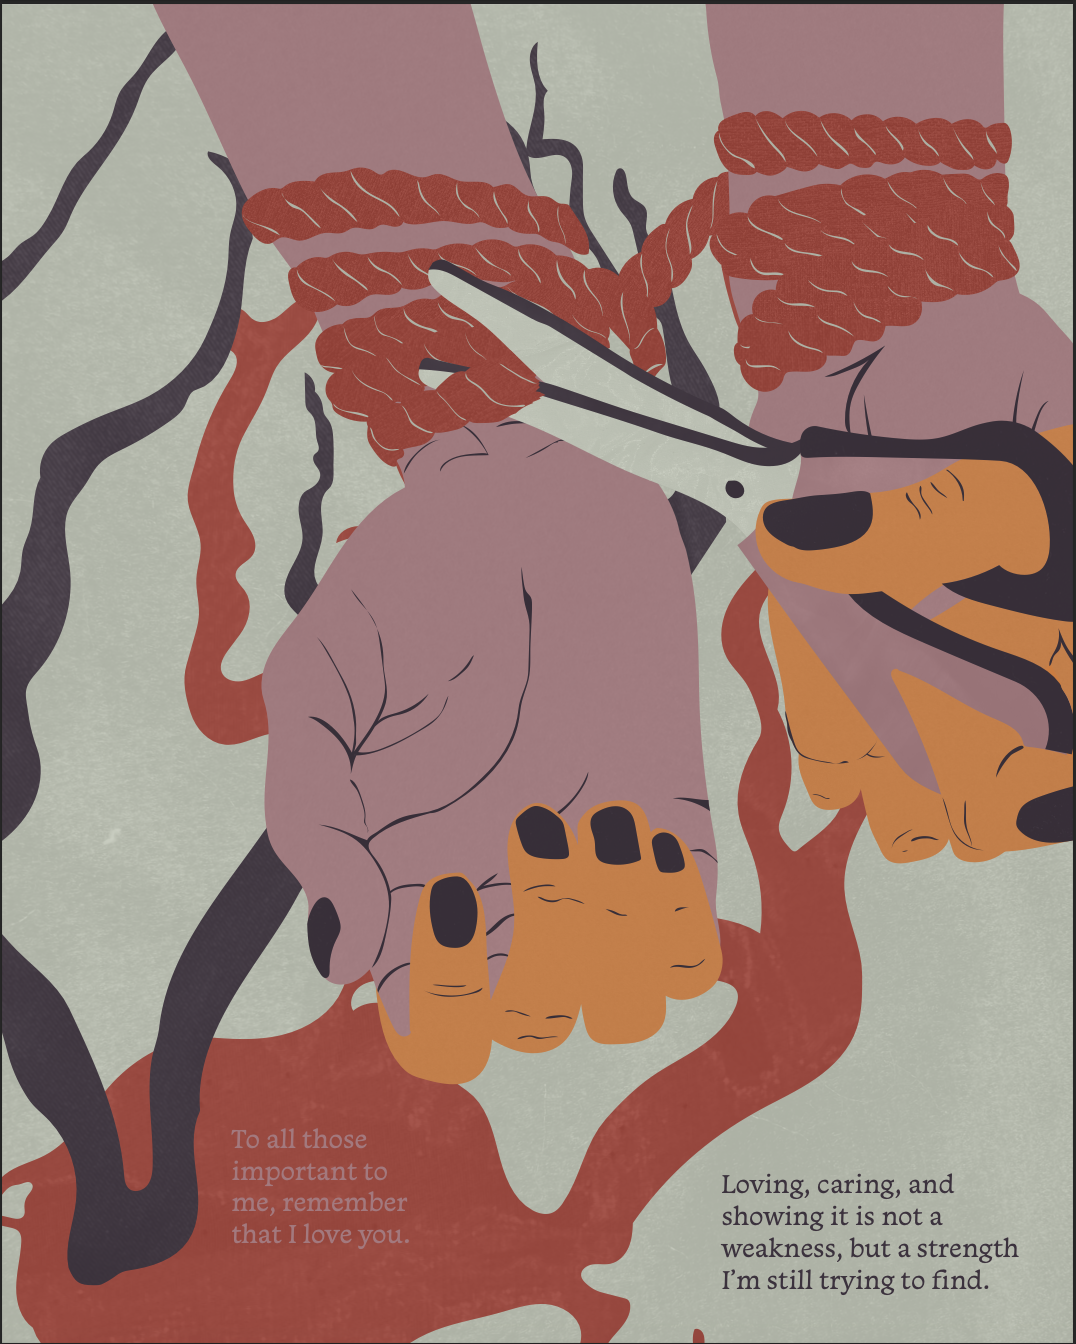 To all those
important to
me, remember
that I love you.
Loving, caring, and
showing it is not a
weakness, but a strength
I'm still trying to find.